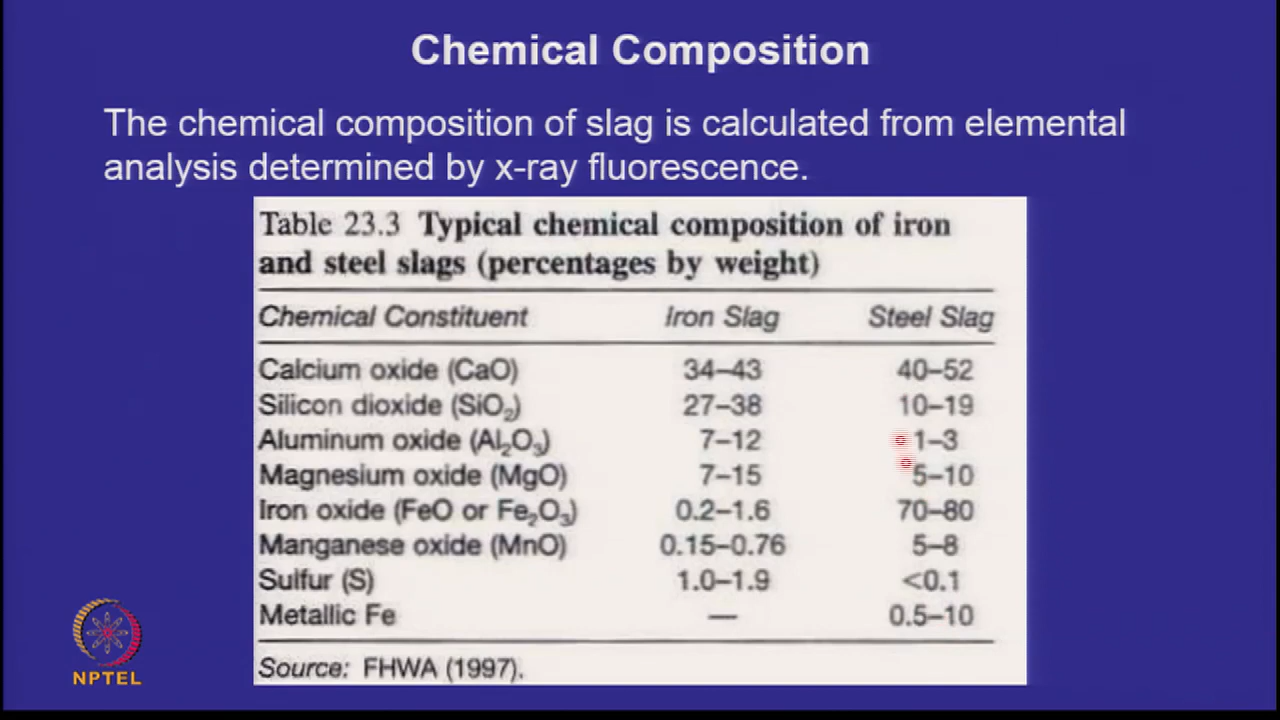 Chemical Composition
The chemical composition of slag is calculated from elemental
analysis determined by x-ray fluorescence.
Table 23.3 Typical chemical composition of iron
and steel slags (percentages by weight)
Chemical Constituent Iron Slag Steel Slag
Calcium oxide (CaO) 34–43 40–52
Silicon dioxide (SiO₂) 27–38 10–19
Aluminum oxide (Al₂O₃) 7–12 1–3
Magnesium oxide (MgO) 7–15 5–10
Iron oxide (FeO or Fe₂O₃) 0.2–1.6 70–80
Manganese oxide (MnO) 0.15–0.76 5–8
Sulfur (S) 1.0–1.9 <0.1
Metallic Fe — 0.5–10
Source: FHWA (1997).
NPTEL